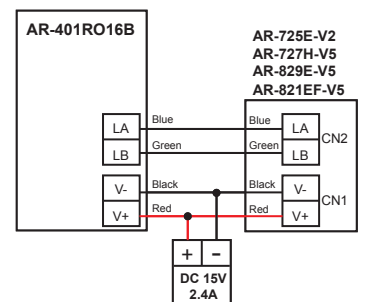 AR-401RO16B
AR-725E-V2
AR-727H-V5
AR-829E-V5
AR-821EF-V5
LA Blue Blue LA
LB Green Green LB
CN2
V- Black Black V-
V+ Red Red V+
CN1
+ -
DC 15V
2.4A